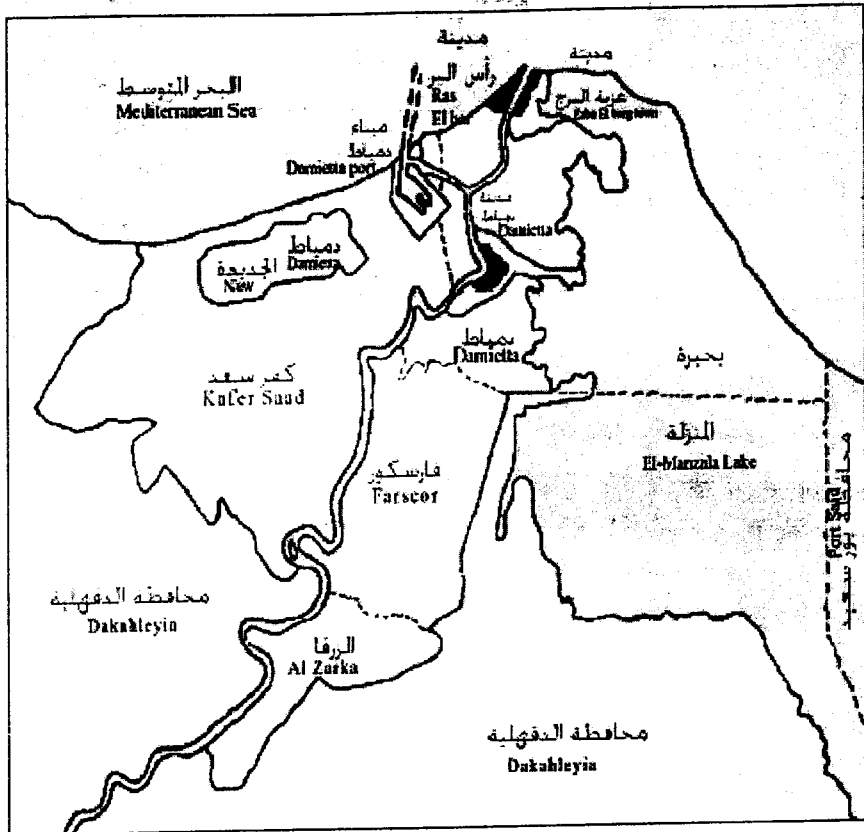 مدينة
رأس البر
Ras
El bar
مدينة
عزبة البرج
البحر المتوسط
Mediterranean Sea
ميناء
دمياط
Damietta port
مدينة
دمياط
Damietta
دمياط
الجديدة
Damietta
New
دمياط
Damietta
بحيرة
المنزلة
El-Manzala Lake
كفر سعد
Kafer Saad
فارسكور
Farscor
محافظة بور سعيد
Port Said
محافظة الدقهلية
Dakahleyia
الزرقا
Al Zarka
محافظة الدقهلية
Dakahleyia